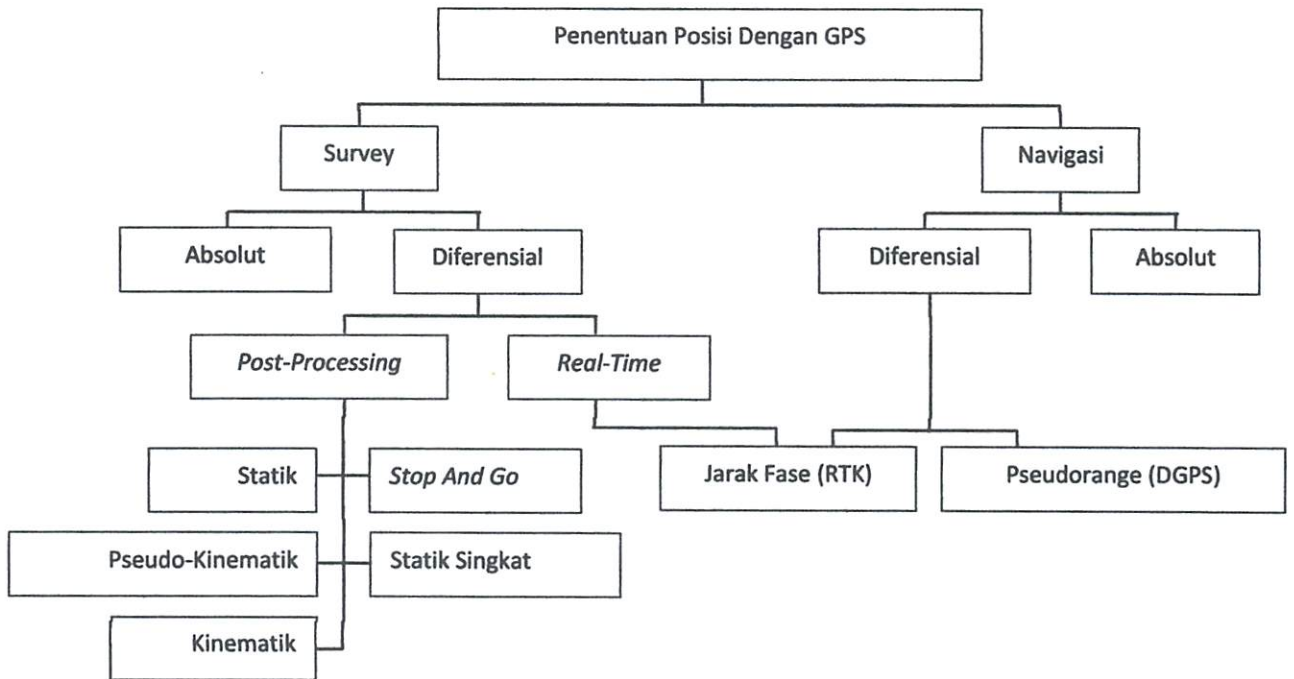 Penentuan Posisi Dengan GPS
Survey
Navigasi
Absolut
Diferensial
Diferensial
Absolut
Post-Processing
Real-Time
Statik
Stop And Go
Jarak Fase (RTK)
Pseudorange (DGPS)
Pseudo-Kinematik
Statik Singkat
Kinematik